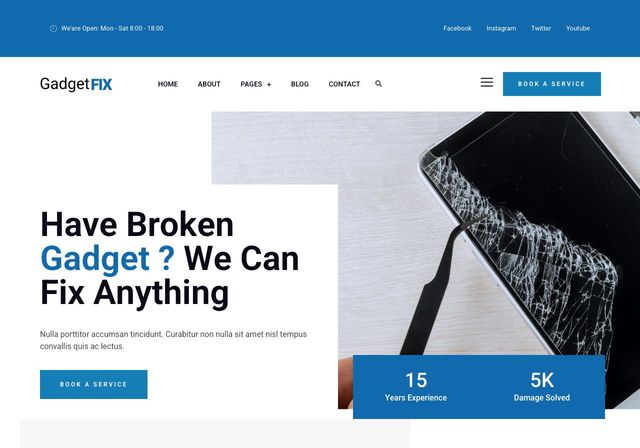 We'are Open: Mon - Sat 8:00 - 18:00
Facebook Instagram Twitter Youtube
GadgetFIX
HOME ABOUT PAGES + BLOG CONTACT
BOOK A SERVICE
Have Broken
Gadget ? We Can
Fix Anything
Nulla porttitor accumsan tincidunt. Curabitur non nulla sit amet nisl tempus
convallis quis ac lectus.
BOOK A SERVICE
15
Years Experience
5K
Damage Solved